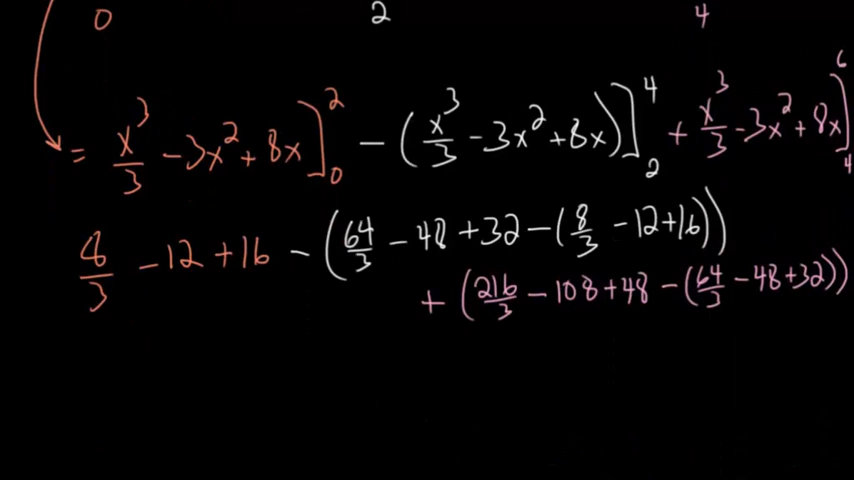 0 2 4
= x³/3 - 3x² + 8x]₀² - (x³/3 - 3x² + 8x)]₂⁴ + x³/3 - 3x² + 8x]₄⁶
8/3 - 12 + 16 - (64/3 - 48 + 32 - (8/3 - 12 + 16))
+ (216/3 - 108 + 48 - (64/3 - 48 + 32))